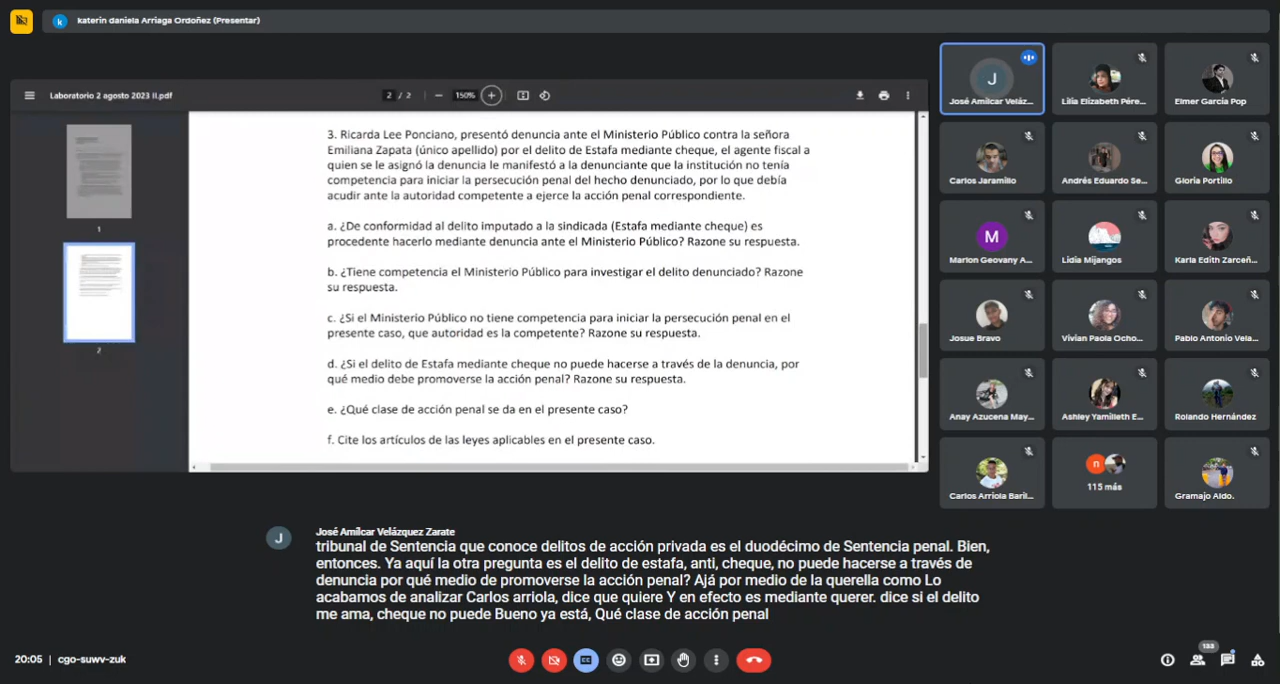 katerin daniela Arriaga Ordoñez (Presentar)
Laboratorio 2 agosto 2023 II.pdf
2 / 2
150%
1
2
3. Ricarda Lee Ponciano, presentó denuncia ante el Ministerio Público contra la señora
Emiliana Zapata (único apellido) por el delito de Estafa mediante cheque, el agente fiscal a
quien se le asignó la denuncia le manifestó a la denunciante que la institución no tenía
competencia para iniciar la persecución penal del hecho denunciado, por lo que debía
acudir ante la autoridad competente a ejerce la acción penal correspondiente.
a. ¿De conformidad al delito imputado a la sindicada (Estafa mediante cheque) es
procedente hacerlo mediante denuncia ante el Ministerio Público? Razone su respuesta.
b. ¿Tiene competencia el Ministerio Público para investigar el delito denunciado? Razone
su respuesta.
c. ¿Si el Ministerio Público no tiene competencia para iniciar la persecución penal en el
presente caso, que autoridad es la competente? Razone su respuesta.
d. ¿Si el delito de Estafa mediante cheque no puede hacerse a través de la denuncia, por
qué medio debe promoverse la acción penal? Razone su respuesta.
e. ¿Qué clase de acción penal se da en el presente caso?
f. Cite los artículos de las leyes aplicables en el presente caso.
J
José Amílcar Veláz...
Lilia Elizabeth Pére...
Elmer García Pop
Carlos Jaramillo
Andrés Eduardo Se...
Gloria Portillo
M
Marlon Geovany A...
Lidia Mijangos
Karla Edith Zarceñ...
Josue Bravo
Vivian Paola Ocho...
Pablo Antonio Vela...
Anay Azucena May...
Ashley Yamilleth E...
Rolando Hernández
Carlos Arriola Baril...
n
115 más
Gramajo Aldo.
J
José Amílcar Velázquez Zarate
tribunal de Sentencia que conoce delitos de acción privada es el duodécimo de Sentencia penal. Bien,
entonces. Ya aquí la otra pregunta es el delito de estafa, anti, cheque, no puede hacerse a través de
denuncia por qué medio de promoverse la acción penal? Ajá por medio de la querella como Lo
acabamos de analizar Carlos arriola, dice que quiere Y en efecto es mediante querer. dice si el delito
me ama, cheque no puede Bueno ya está, Qué clase de acción penal
20:05 | cgo-suwv-zuk
133